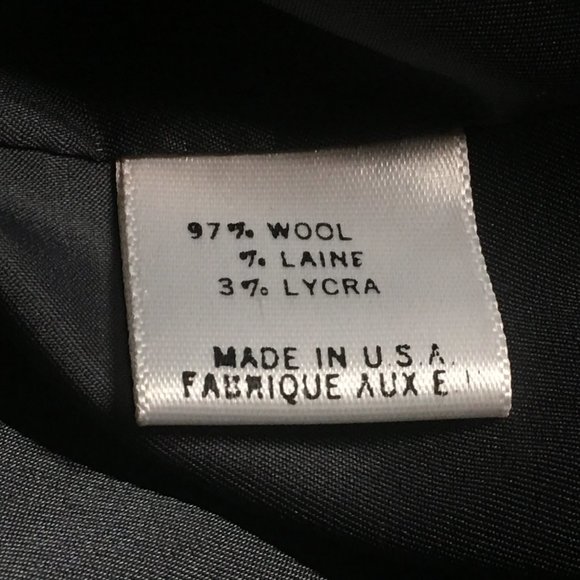 97% WOOL
% LAINE
3% LYCRA
MADE IN U.S.A.
FABRIQUE AUX E.